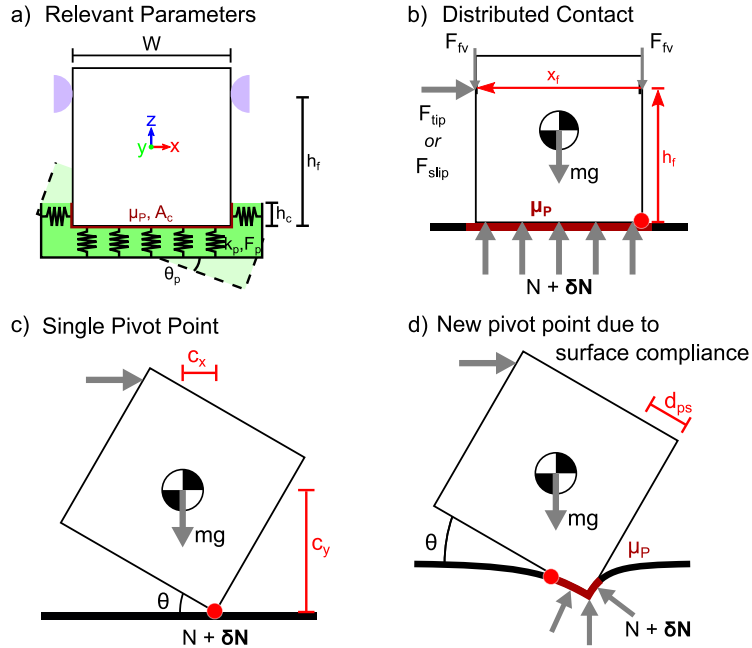 a) Relevant Parameters
W
z
y
x
h_f
μ_P, A_c
h_c
k_p, F_p
θ_p
b) Distributed Contact
F_fv
F_fv
x_f
F_tip
or
F_slip
h_f
mg
μ_P
N + δN
c) Single Pivot Point
c_x
mg
c_y
θ
N + δN
d) New pivot point due to
surface compliance
d_ps
mg
θ
μ_P
N + δN